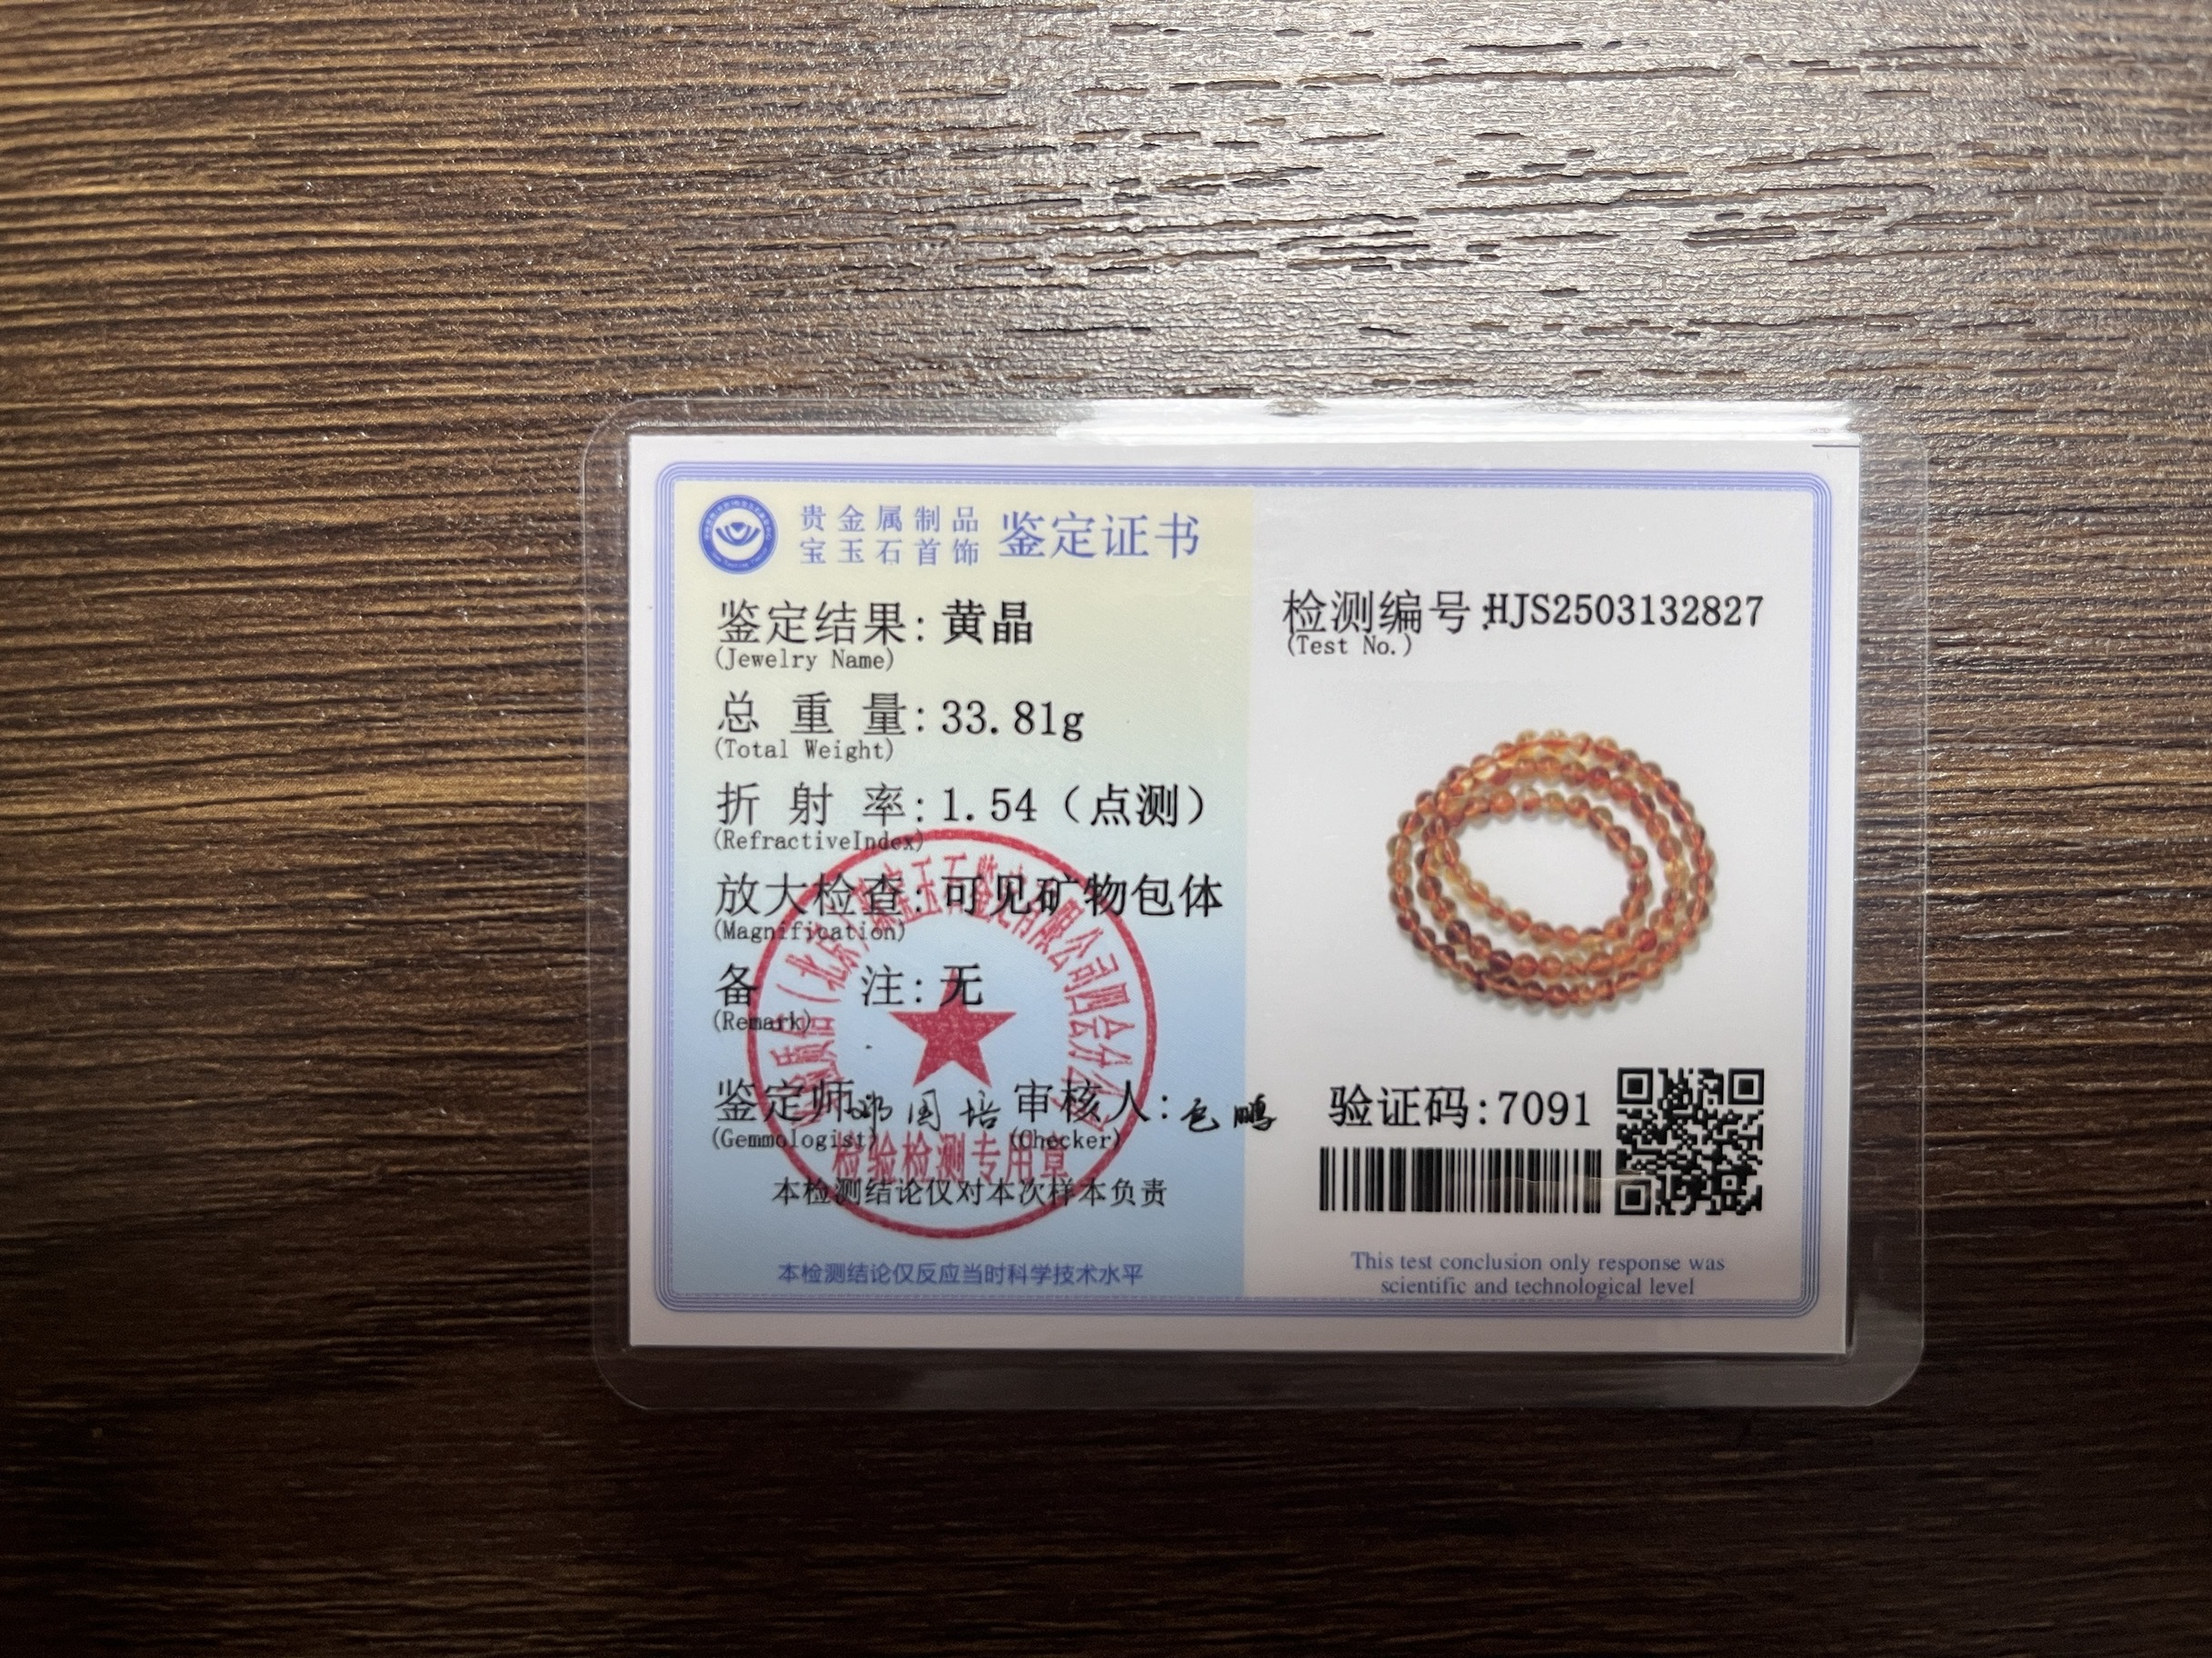 贵金属制品
宝玉石首饰
鉴定证书
鉴定结果: 黄晶
(Jewelry Name)
总重量: 33.81g
(Total Weight)
折射率: 1.54（点测）
(RefractiveIndex)
放大检查: 可见矿物包体
(Magnification)
备注: 无
(Remark)
鉴定师 邓国培 审核人: 包鹏
(Gemmologist) (Checker)
检验检测专用章
本检测结论仅对本次样本负责
本检测结论仅反应当时科学技术水平
检测编号:HJS2503132827
(Test No.)
验证码:7091
This test conclusion only response was
scientific and technological level